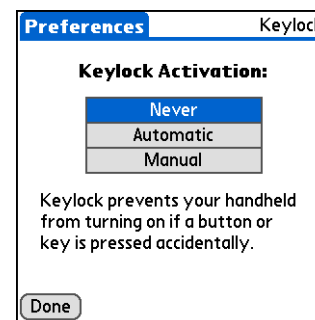 Preferences Keylock
Keylock Activation:
Never
Automatic
Manual
Keylock prevents your handheld
from turning on if a button or
key is pressed accidentally.
Done